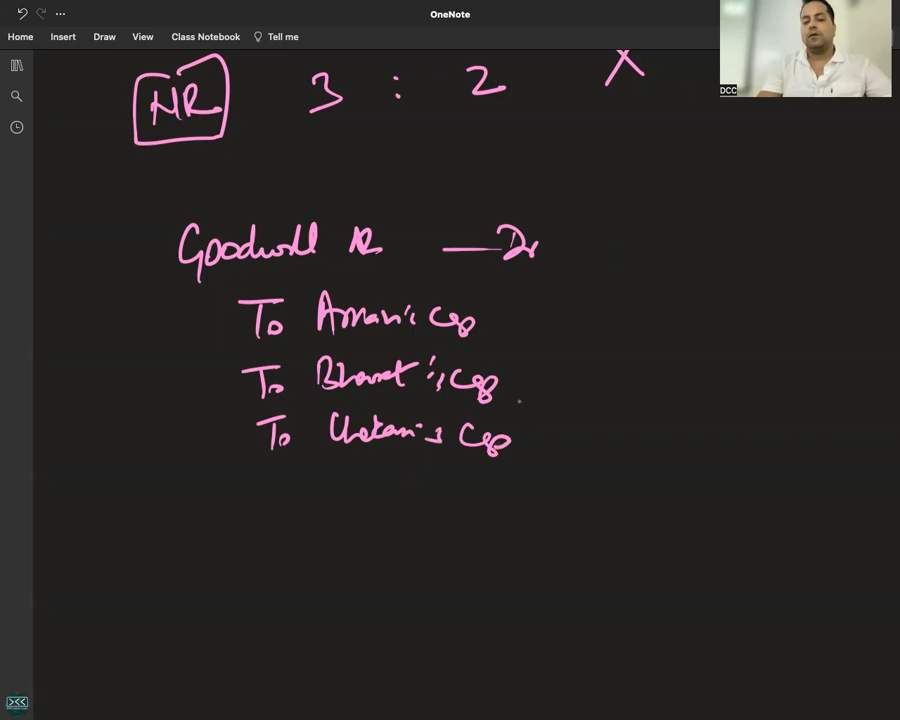 OneNote
Home Insert Draw View Class Notebook Tell me
DCC
NR 3 : 2 X
Goodwill A/c — Dr
To Aman's Cap
To Bharat's Cap
To Chetan's Cap